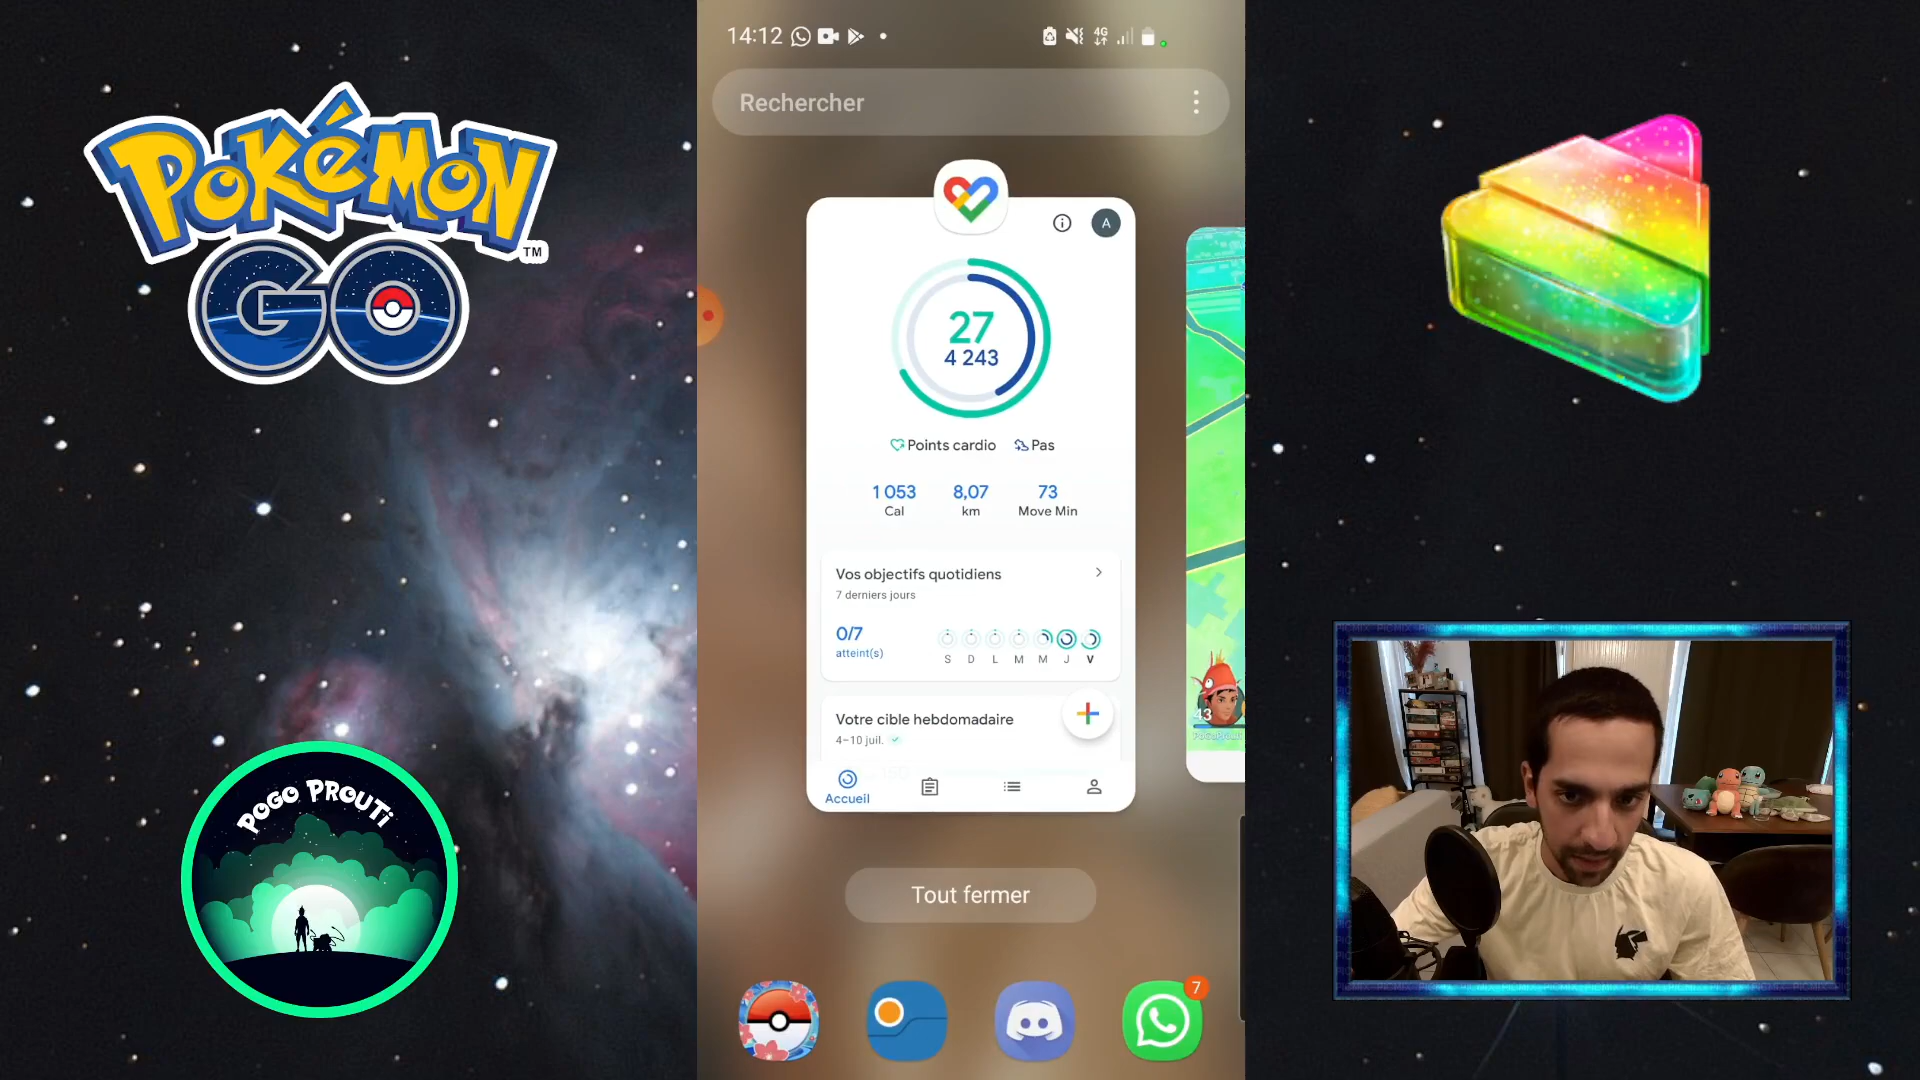 POKÉMON
GO
TM
POGO PROUTi
14:12
4G
Rechercher
A
27
4 243
Points cardio
Pas
1 053
8,07
73
Cal
km
Move Min
Vos objectifs quotidiens
7 derniers jours
0/7
atteint(s)
S D L M M J V
Votre cible hebdomadaire
4–10 juil.
Accueil
43
Tout fermer
7